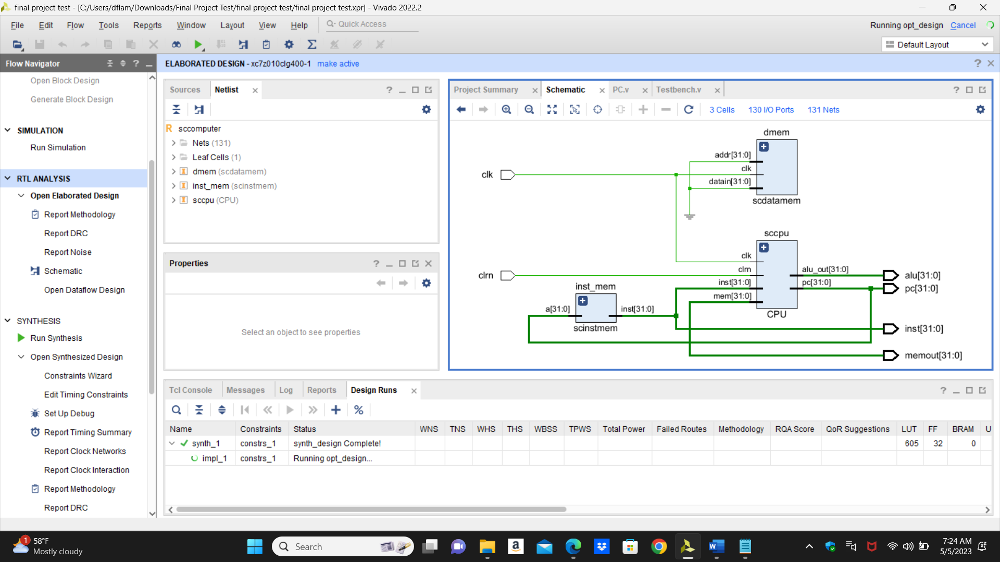 final project test - [C:/Users/dflam/Downloads/Final Project Test/final project test/final project test.xpr] - Vivado 2022.2
File Edit Flow Tools Reports Window Layout View Help Quick Access
Running opt_design Cancel
Default Layout
Flow Navigator
ELABORATED DESIGN - xc7z010clg400-1 make active
Open Block Design
Generate Block Design
SIMULATION
Run Simulation
RTL ANALYSIS
Open Elaborated Design
Report Methodology
Report DRC
Report Noise
Schematic
Open Dataflow Design
SYNTHESIS
Run Synthesis
Open Synthesized Design
Constraints Wizard
Edit Timing Constraints
Set Up Debug
Report Timing Summary
Report Clock Networks
Report Clock Interaction
Report Methodology
Report DRC
Sources Netlist
R sccomputer
Nets (131)
Leaf Cells (1)
dmem (scdatamem)
inst_mem (scinstmem)
sccpu (CPU)
Properties
Select an object to see properties
Project Summary Schematic PC.v Testbench.v
3 Cells 130 I/O Ports 131 Nets
dmem
addr[31:0]
clk
clk
datain[31:0]
scdatamem
sccpu
clk
clrn
clrn
alu_out[31:0]
alu[31:0]
inst[31:0]
pc[31:0]
pc[31:0]
inst_mem
mem[31:0]
a[31:0]
inst[31:0]
CPU
scinstmem
inst[31:0]
memout[31:0]
Tcl Console Messages Log Reports Design Runs
Name Constraints Status WNS TNS WHS THS WBSS TPWS Total Power Failed Routes Methodology RQA Score QoR Suggestions LUT FF BRAM U
synth_1 constrs_1 synth_design Complete! 605 32 0
impl_1 constrs_1 Running opt_design...
1
58°F
Mostly cloudy
Search
7:24 AM
5/5/2023